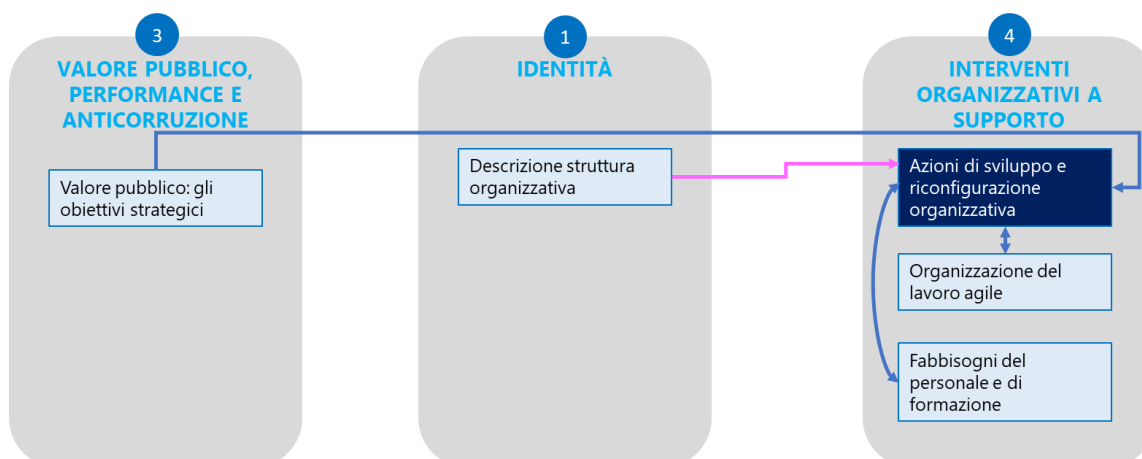 3
VALORE PUBBLICO,
PERFORMANCE E
ANTICORRUZIONE
Valore pubblico: gli
obiettivi strategici
1
IDENTITÀ
Descrizione struttura
organizzativa
4
INTERVENTI
ORGANIZZATIVI A
SUPPORTO
Azioni di sviluppo e
riconfigurazione
organizzativa
Organizzazione del
lavoro agile
Fabbisogni del
personale e di
formazione